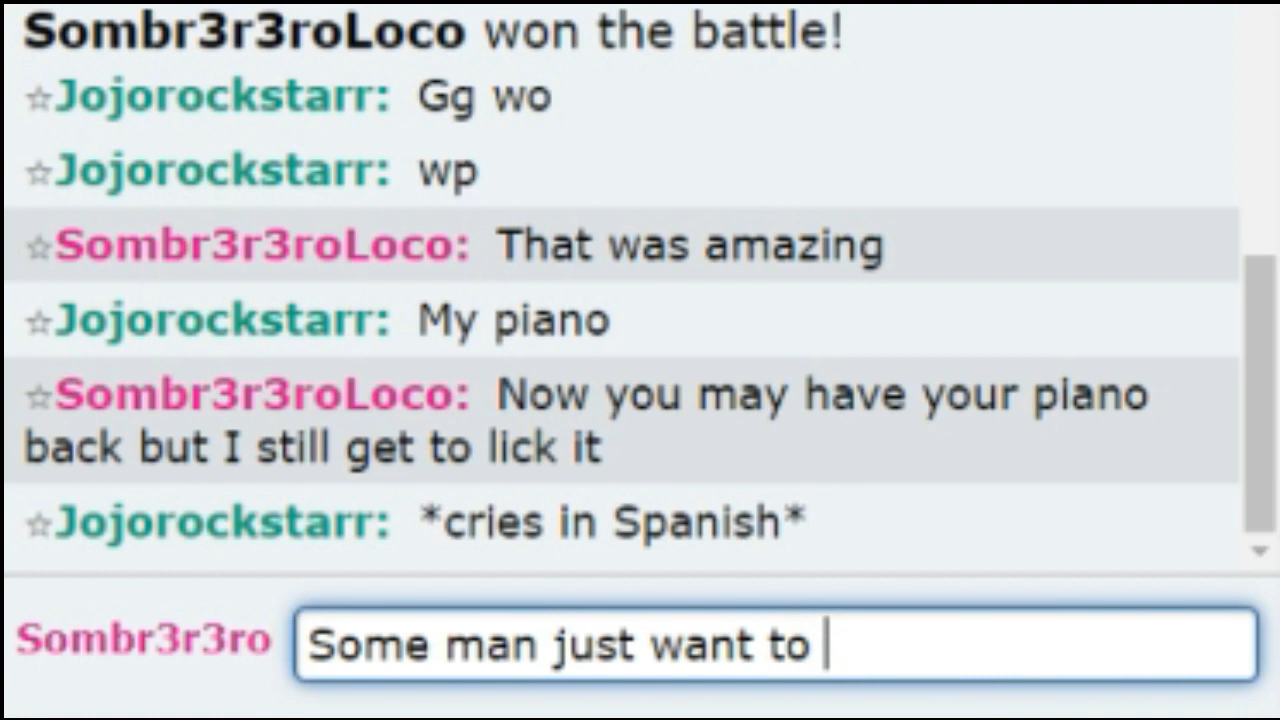 Sombr3r3roLoco won the battle!
☆Jojorockstarr: Gg wo
☆Jojorockstarr: wp
☆Sombr3r3roLoco: That was amazing
☆Jojorockstarr: My piano
☆Sombr3r3roLoco: Now you may have your piano
back but I still get to lick it
☆Jojorockstarr: *cries in Spanish*
Sombr3r3ro Some man just want to